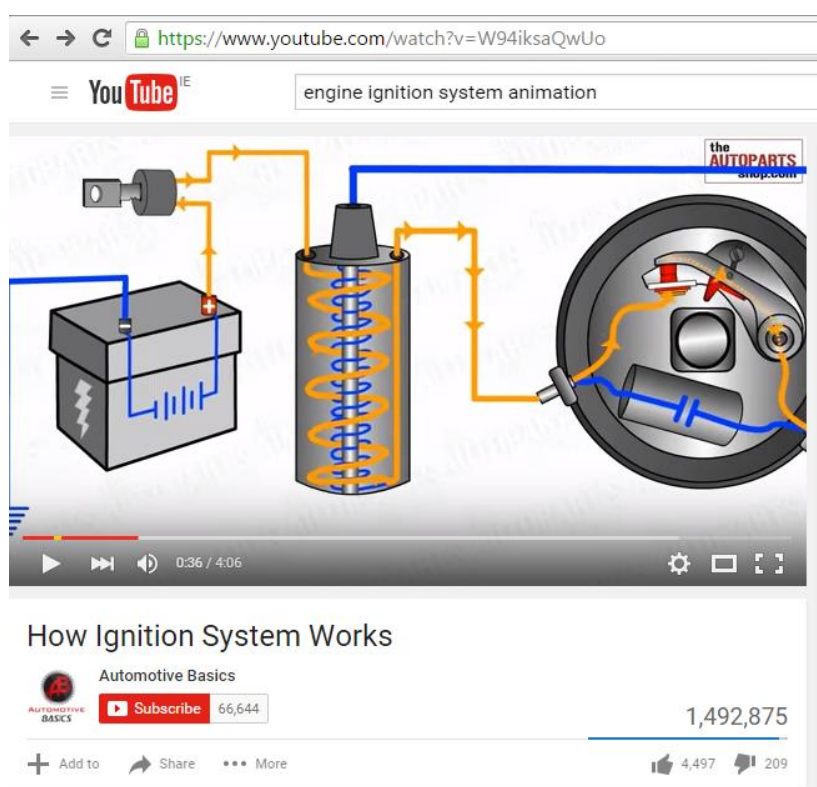 https://www.youtube.com/watch?v=W94iksaQwUo
YouTube IE
engine ignition system animation
the
AUTOPARTS
shop.com
0:36 / 4:06
How Ignition System Works
Automotive Basics
AUTOMOTIVE
BASICS
Subscribe 66,644
1,492,875
Add to Share More
4,497 209